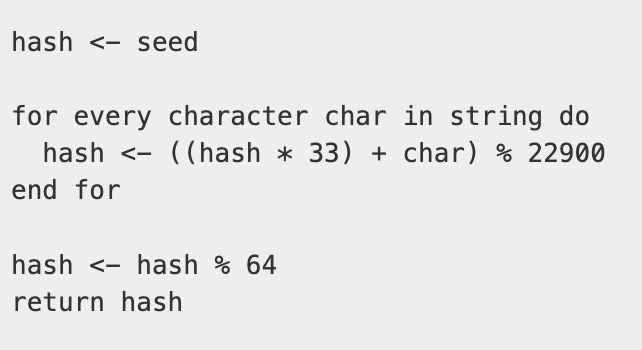 hash <- seed
for every character char in string do
hash <- ((hash * 33) + char) % 22900
end for
hash <- hash % 64
return hash